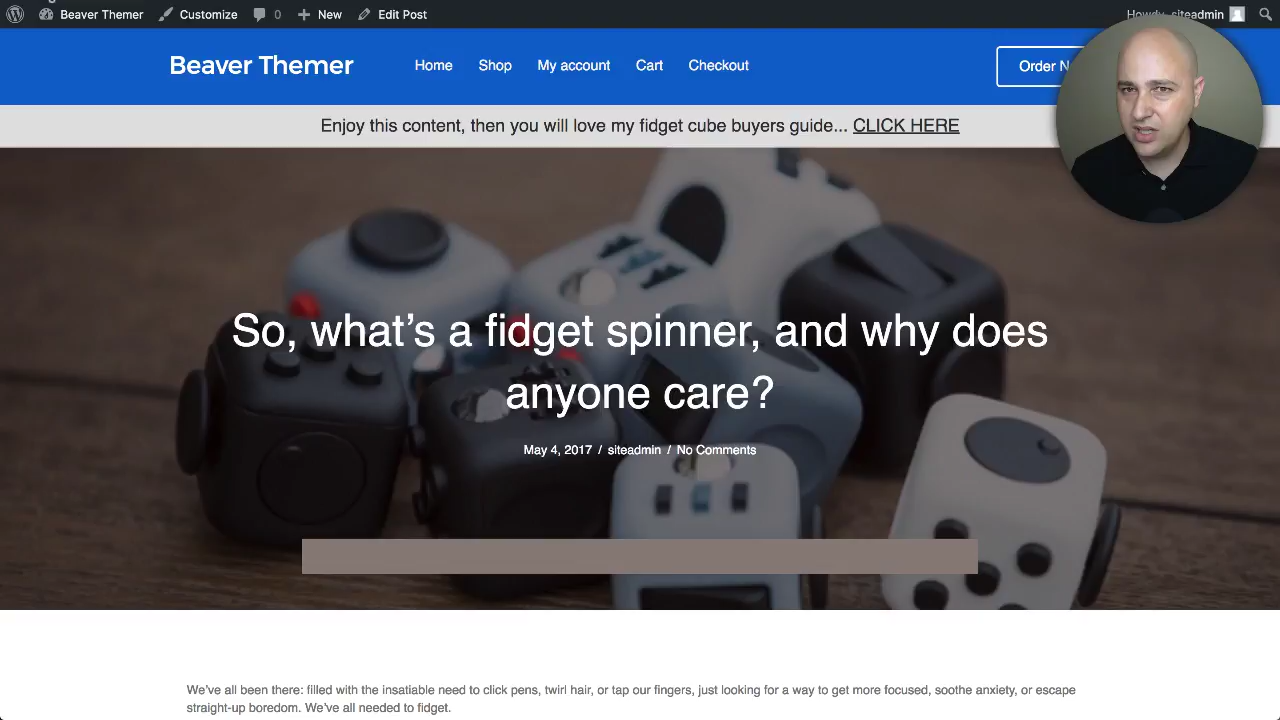 Beaver Themer Customize 0 New Edit Post Howdy, siteadmin
Beaver Themer Home Shop My account Cart Checkout Order
Enjoy this content, then you will love my fidget cube buyers guide... CLICK HERE
So, what’s a fidget spinner, and why does
anyone care?
May 4, 2017 / siteadmin / No Comments
We’ve all been there: filled with the insatiable need to click pens, twirl hair, or tap our fingers, just looking for a way to get more focused, soothe anxiety, or escape
straight-up boredom. We’ve all needed to fidget.